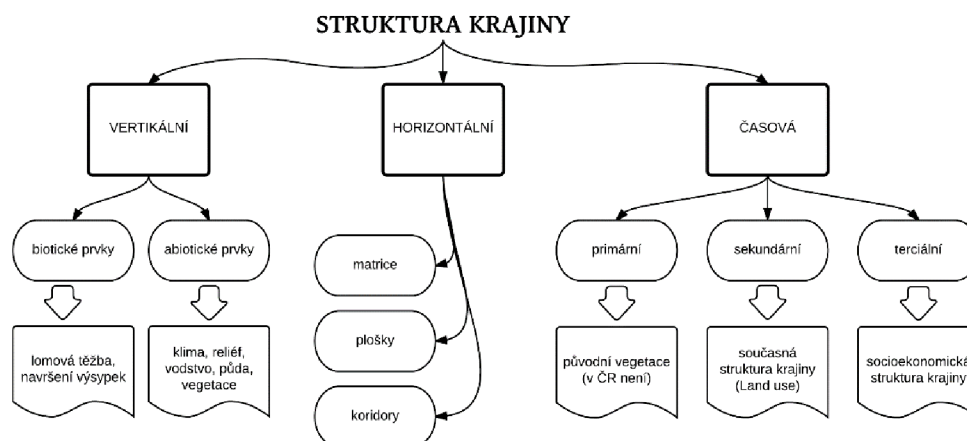 STRUKTURA KRAJINY
VERTIKÁLNÍ
HORIZONTÁLNÍ
ČASOVÁ
biotické prvky
abiotické prvky
matrice
plošky
koridory
primární
sekundární
terciální
lomová těžba,
navršení výsypek
klima, reliéf,
vodstvo, půda,
vegetace
původní vegetace
(v ČR není)
současná
struktura krajiny
(Land use)
socioekonomická
struktura krajiny